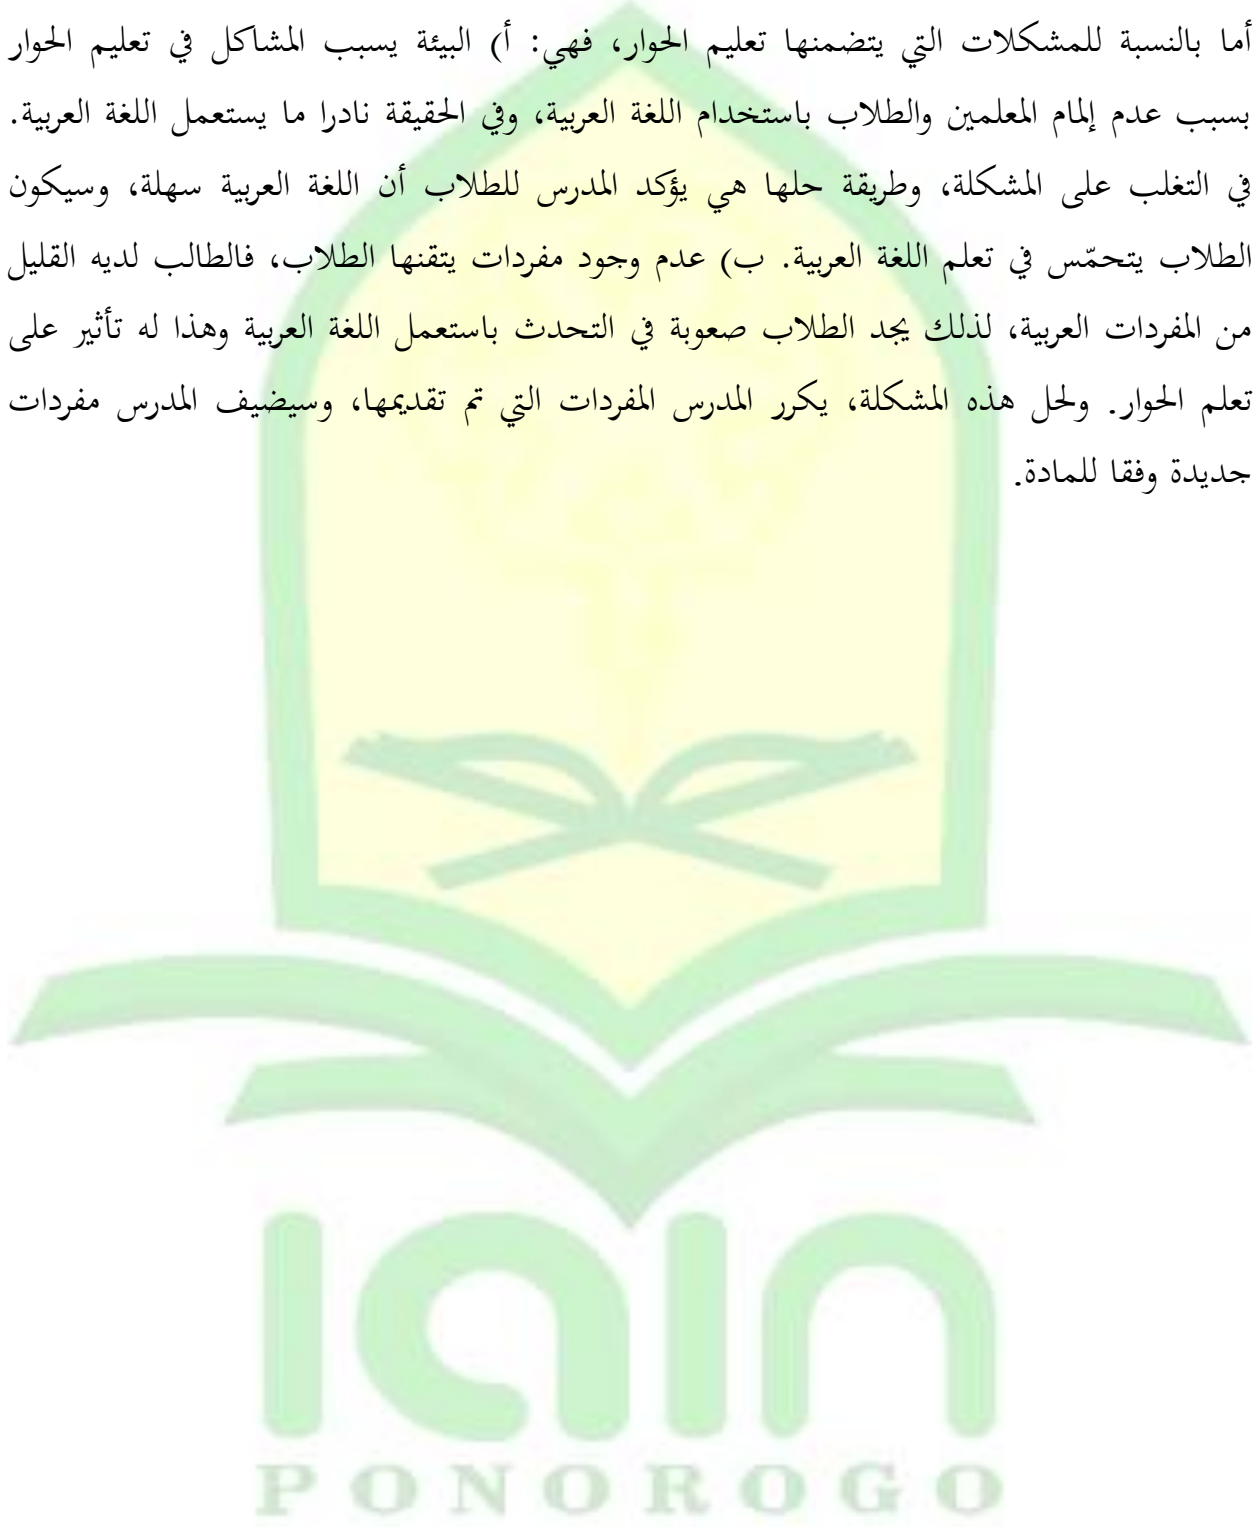 أما بالنسبة للمشكلات التي يتضمنها تعليم الحوار، فهي: أ) البيئة يسبب المشاكل في تعليم الحوار
بسبب عدم إلمام المعلمين والطلاب باستخدام اللغة العربية، وفي الحقيقة نادرا ما يستعمل اللغة العربية.
في التغلب على المشكلة، وطريقة حلها هي يؤكد المدرس للطلاب أن اللغة العربية سهلة، وسيكون
الطلاب يتحمّس في تعلم اللغة العربية. ب) عدم وجود مفردات يتقنها الطلاب، فالطالب لديه القليل
من المفردات العربية، لذلك يجد الطلاب صعوبة في التحدث باستعمل اللغة العربية وهذا له تأثير على
تعلم الحوار. ولحل هذه المشكلة، يكرر المدرس المفردات التي تم تقديمها، وسيضيف المدرس مفردات
جديدة وفقا للمادة.
iain
PONOROGO